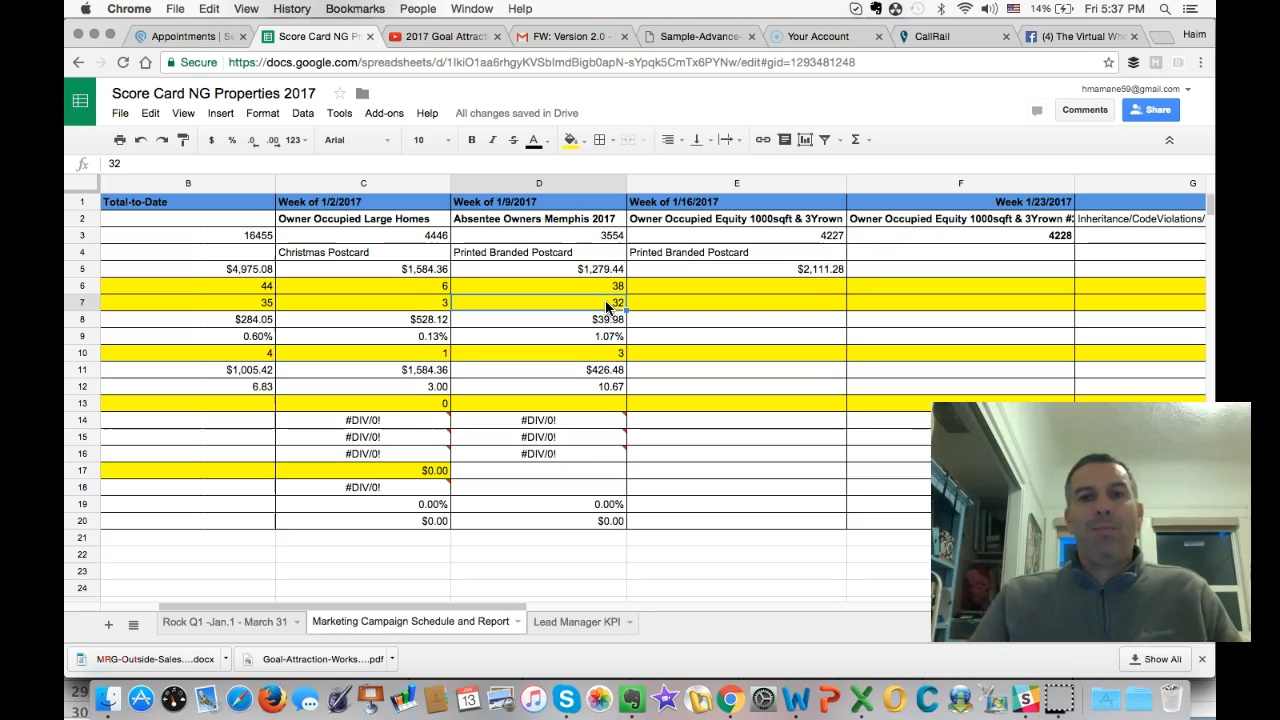 Chrome File Edit View History Bookmarks People Window Help 14% Fri 5:37 PM
Appointments | S Score Card NG P 2017 Goal Attract FW: Version 2.0 - Sample-Advance- Your Account CallRail (4) The Virtual Who Haim
Secure https://docs.google.com/spreadsheets/d/1IkiO1aa6rhgyKVSbImdBigb0apN-sYpqk5CmTx6PYNw/edit#gid=1293481248
Score Card NG Properties 2017 hmamane59@gmail.com
File Edit View Insert Format Data Tools Add-ons Help All changes saved in Drive Comments Share
$ % .0 .00 123 Arial 10 B I S A
fx 32
B C D E F G
1 Total-to-Date Week of 1/2/2017 Week of 1/9/2017 Week of 1/16/2017 Week 1/23/2017
2 Owner Occupied Large Homes Absentee Owners Memphis 2017 Owner Occupied Equity 1000sqft & 3Yrown Owner Occupied Equity 1000sqft & 3Yrown #2 Inheritance/CodeViolations/
3 16455 4446 3554 4227 4228
4 Christmas Postcard Printed Branded Postcard Printed Branded Postcard
5 $4,975.08 $1,584.36 $1,279.44 $2,111.28
6 44 6 38
7 35 3 32
8 $284.05 $528.12 $39.98
9 0.60% 0.13% 1.07%
10 4 1 3
11 $1,005.42 $1,584.36 $426.48
12 6.83 3.00 10.67
13 0
14 #DIV/0! #DIV/0!
15 #DIV/0! #DIV/0!
16 #DIV/0! #DIV/0!
17 $0.00
18 #DIV/0!
19 0.00% 0.00%
20 $0.00 $0.00
21
22
23
24
Rock Q1 -Jan.1 - March 31 Marketing Campaign Schedule and Report Lead Manager KPI
MRG-Outside-Sales....docx Goal-Attraction-Works....pdf Show All
29
30
JAN 13